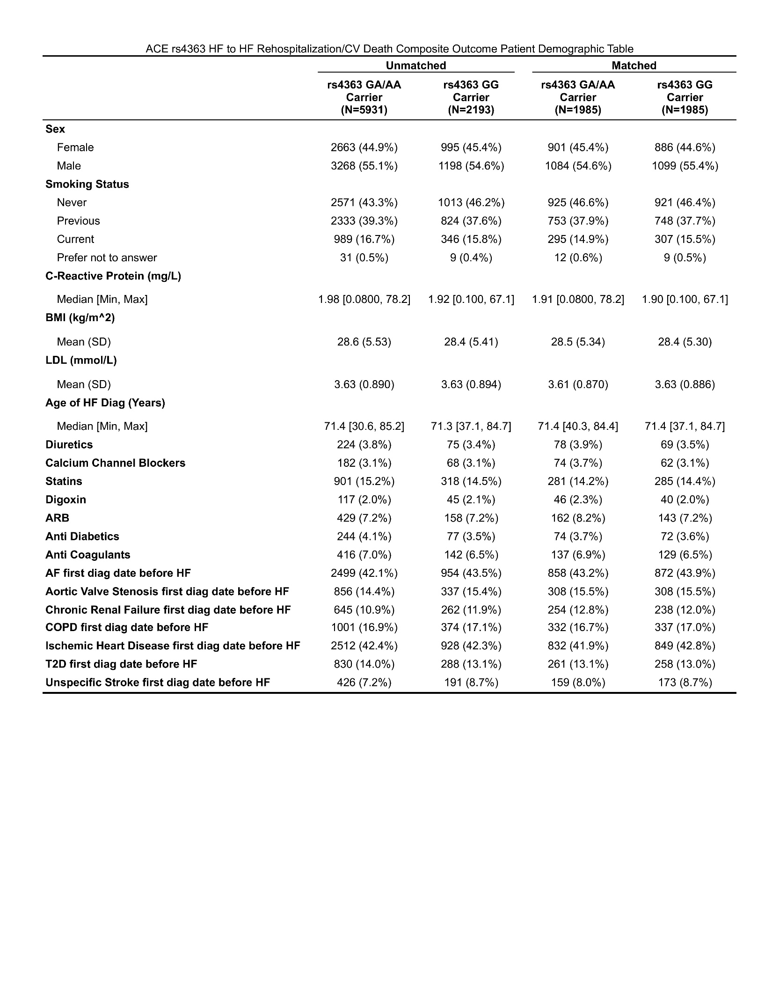 ACE rs4363 HF to HF Rehospitalization/CV Death Composite Outcome Patient Demographic Table
Unmatched Matched
rs4363 GA/AA rs4363 GG rs4363 GA/AA rs4363 GG
Carrier Carrier Carrier Carrier
(N=5931) (N=2193) (N=1985) (N=1985)
Sex
Female 2663 (44.9%) 995 (45.4%) 901 (45.4%) 886 (44.6%)
Male 3268 (55.1%) 1198 (54.6%) 1084 (54.6%) 1099 (55.4%)
Smoking Status
Never 2571 (43.3%) 1013 (46.2%) 925 (46.6%) 921 (46.4%)
Previous 2333 (39.3%) 824 (37.6%) 753 (37.9%) 748 (37.7%)
Current 989 (16.7%) 346 (15.8%) 295 (14.9%) 307 (15.5%)
Prefer not to answer 31 (0.5%) 9 (0.4%) 12 (0.6%) 9 (0.5%)
C-Reactive Protein (mg/L)
Median [Min, Max] 1.98 [0.0800, 78.2] 1.92 [0.100, 67.1] 1.91 [0.0800, 78.2] 1.90 [0.100, 67.1]
BMI (kg/m^2)
Mean (SD) 28.6 (5.53) 28.4 (5.41) 28.5 (5.34) 28.4 (5.30)
LDL (mmol/L)
Mean (SD) 3.63 (0.890) 3.63 (0.894) 3.61 (0.870) 3.63 (0.886)
Age of HF Diag (Years)
Median [Min, Max] 71.4 [30.6, 85.2] 71.3 [37.1, 84.7] 71.4 [40.3, 84.4] 71.4 [37.1, 84.7]
Diuretics 224 (3.8%) 75 (3.4%) 78 (3.9%) 69 (3.5%)
Calcium Channel Blockers 182 (3.1%) 68 (3.1%) 74 (3.7%) 62 (3.1%)
Statins 901 (15.2%) 318 (14.5%) 281 (14.2%) 285 (14.4%)
Digoxin 117 (2.0%) 45 (2.1%) 46 (2.3%) 40 (2.0%)
ARB 429 (7.2%) 158 (7.2%) 162 (8.2%) 143 (7.2%)
Anti Diabetics 244 (4.1%) 77 (3.5%) 74 (3.7%) 72 (3.6%)
Anti Coagulants 416 (7.0%) 142 (6.5%) 137 (6.9%) 129 (6.5%)
AF first diag date before HF 2499 (42.1%) 954 (43.5%) 858 (43.2%) 872 (43.9%)
Aortic Valve Stenosis first diag date before HF 856 (14.4%) 337 (15.4%) 308 (15.5%) 308 (15.5%)
Chronic Renal Failure first diag date before HF 645 (10.9%) 262 (11.9%) 254 (12.8%) 238 (12.0%)
COPD first diag date before HF 1001 (16.9%) 374 (17.1%) 332 (16.7%) 337 (17.0%)
Ischemic Heart Disease first diag date before HF 2512 (42.4%) 928 (42.3%) 832 (41.9%) 849 (42.8%)
T2D first diag date before HF 830 (14.0%) 288 (13.1%) 261 (13.1%) 258 (13.0%)
Unspecific Stroke first diag date before HF 426 (7.2%) 191 (8.7%) 159 (8.0%) 173 (8.7%)